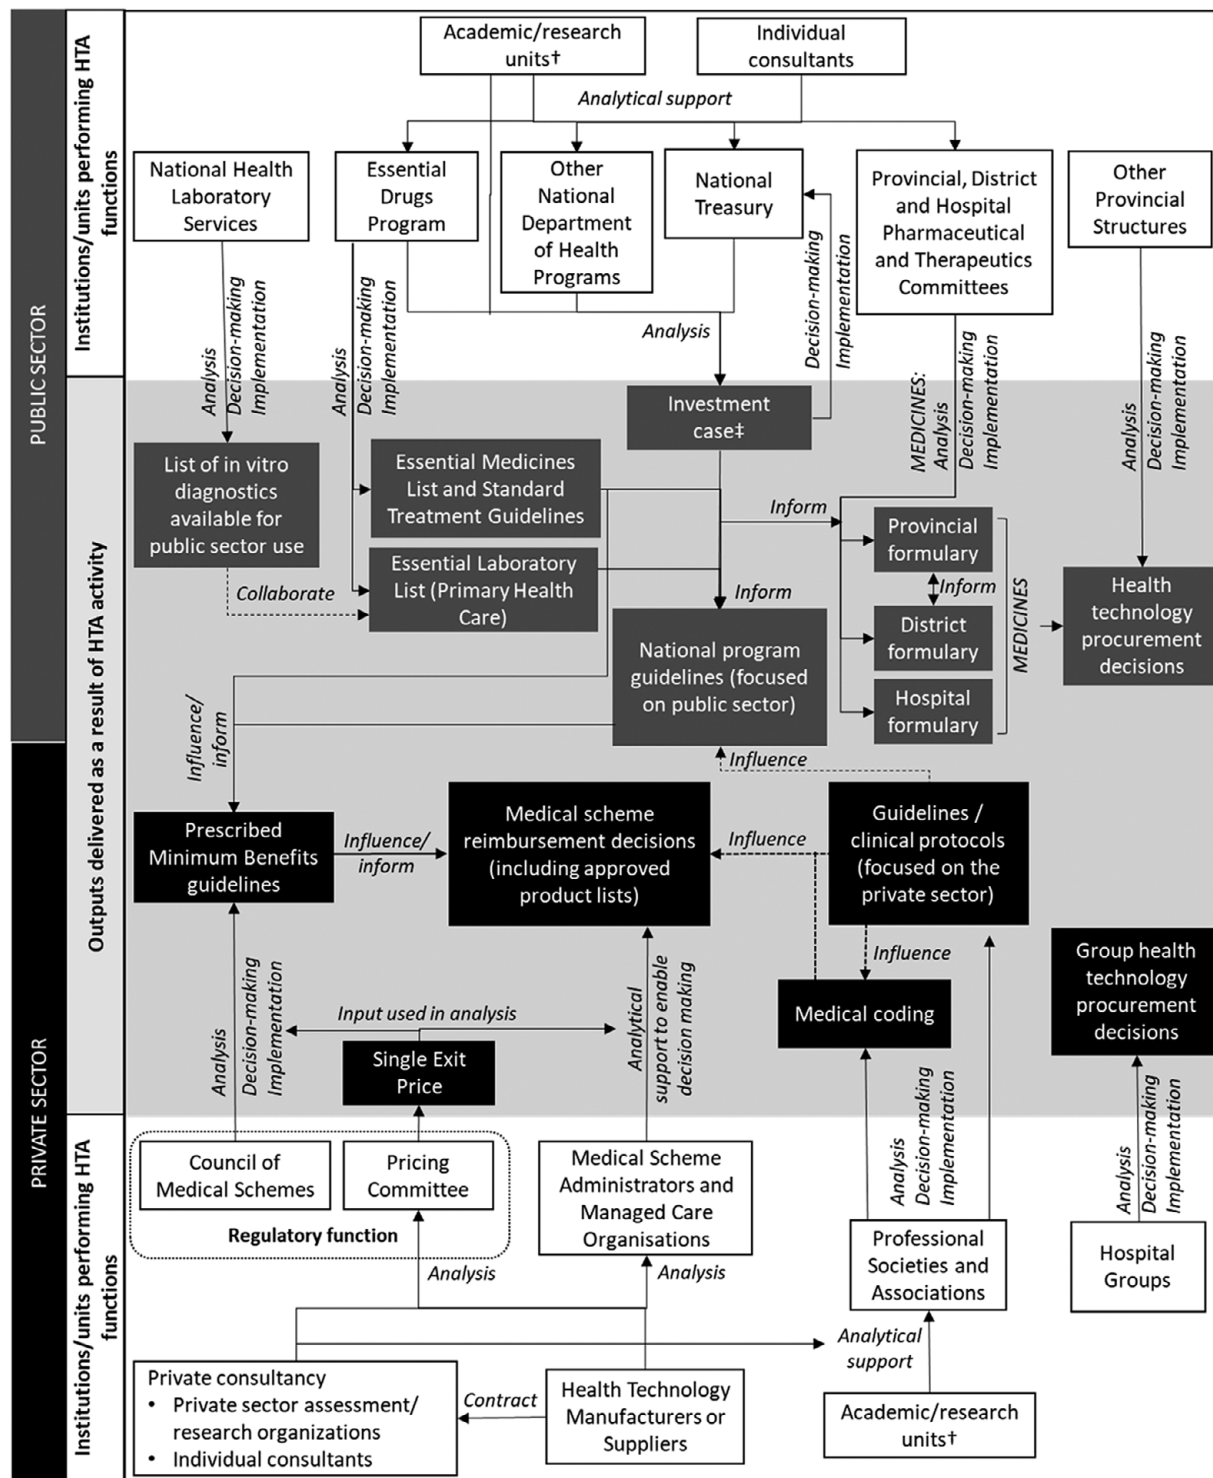 PUBLIC SECTOR
PRIVATE SECTOR
Institutions/units performing HTA
functions
Outputs delivered as a result of HTA activity
Institutions/units performing HTA
functions
Academic/research
units†
Individual
consultants
Analytical support
National Health
Laboratory
Services
Essential
Drugs
Program
Other
National
Department
of Health
Programs
National
Treasury
Provincial, District
and Hospital
Pharmaceutical
and Therapeutics
Committees
Other
Provincial
Structures
Analysis
Decision-making
Implementation
Analysis
Decision-making
Implementation
Analysis
Decision-making
Implementation
MEDICINES:
Analysis
Decision-making
Implementation
Analysis
Decision-making
Implementation
Investment
case‡
List of in vitro
diagnostics
available for
public sector use
Essential Medicines
List and Standard
Treatment Guidelines
Essential Laboratory
List (Primary Health
Care)
Collaborate
Inform
Inform
Provincial
formulary
Inform
District
formulary
Hospital
formulary
MEDICINES
Health
technology
procurement
decisions
National program
guidelines (focused
on public sector)
Influence/
inform
Influence
Prescribed
Minimum Benefits
guidelines
Influence/
inform
Medical scheme
reimbursement decisions
(including approved
product lists)
Influence
Guidelines /
clinical protocols
(focused on the
private sector)
Influence
Medical coding
Group health
technology
procurement
decisions
Analysis
Decision-making
Implementation
Input used in analysis
Single Exit
Price
Analytical
support to enable
decision making
Analysis
Decision-making
Implementation
Analysis
Decision-making
Implementation
Council of
Medical Schemes
Pricing
Committee
Regulatory function
Medical Scheme
Administrators and
Managed Care
Organisations
Professional
Societies and
Associations
Hospital
Groups
Analysis
Analysis
Analytical
support
Private consultancy
• Private sector assessment/
research organizations
• Individual consultants
Contract
Health Technology
Manufacturers or
Suppliers
Academic/research
units†